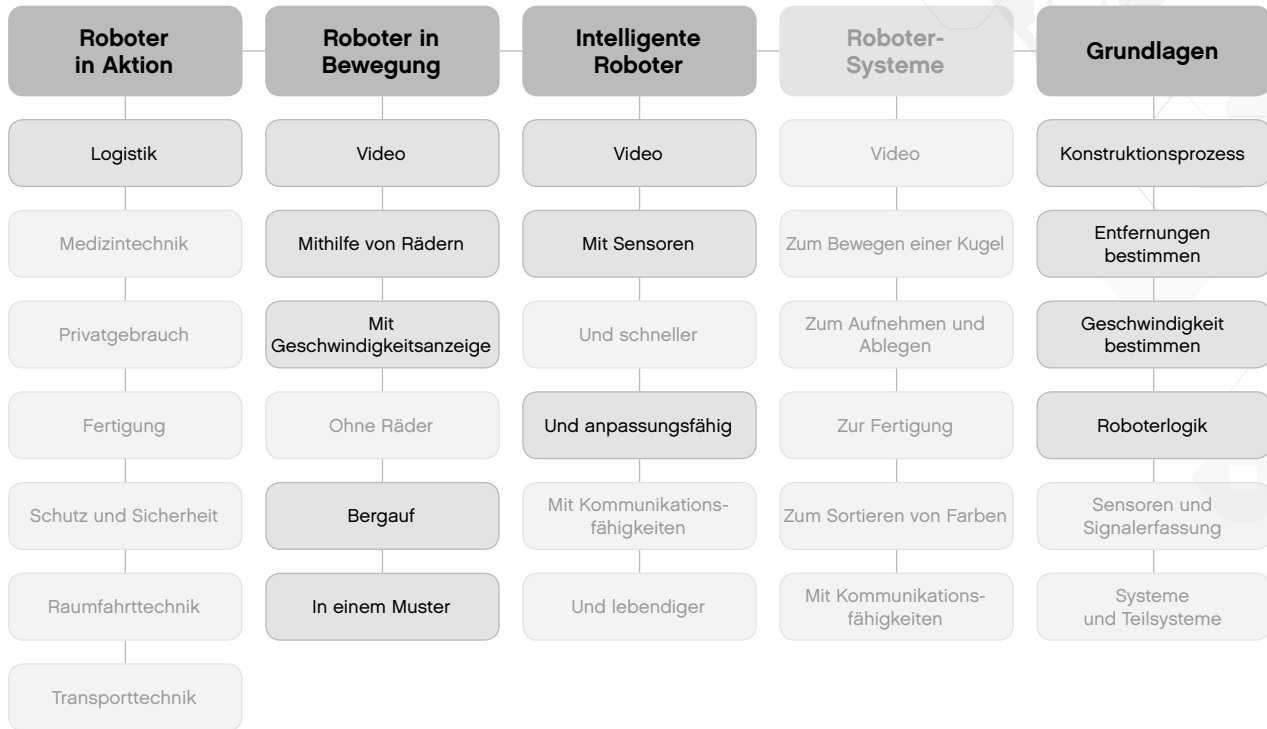 Roboter
in Aktion
Roboter in
Bewegung
Intelligente
Roboter
Roboter-
Systeme
Grundlagen
Logistik
Video
Video
Video
Konstruktionsprozess
Medizintechnik
Mithilfe von Rädern
Mit Sensoren
Zum Bewegen einer Kugel
Entfernungen
bestimmen
Privatgebrauch
Mit
Geschwindigkeitsanzeige
Und schneller
Zum Aufnehmen und
Ablegen
Geschwindigkeit
bestimmen
Fertigung
Ohne Räder
Und anpassungsfähig
Zur Fertigung
Roboterlogik
Schutz und Sicherheit
Bergauf
Mit Kommunikations-
fähigkeiten
Zum Sortieren von Farben
Sensoren und
Signalerfassung
Raumfahrttechnik
In einem Muster
Und lebendiger
Mit Kommunikations-
fähigkeiten
Systeme
und Teilsysteme
Transporttechnik